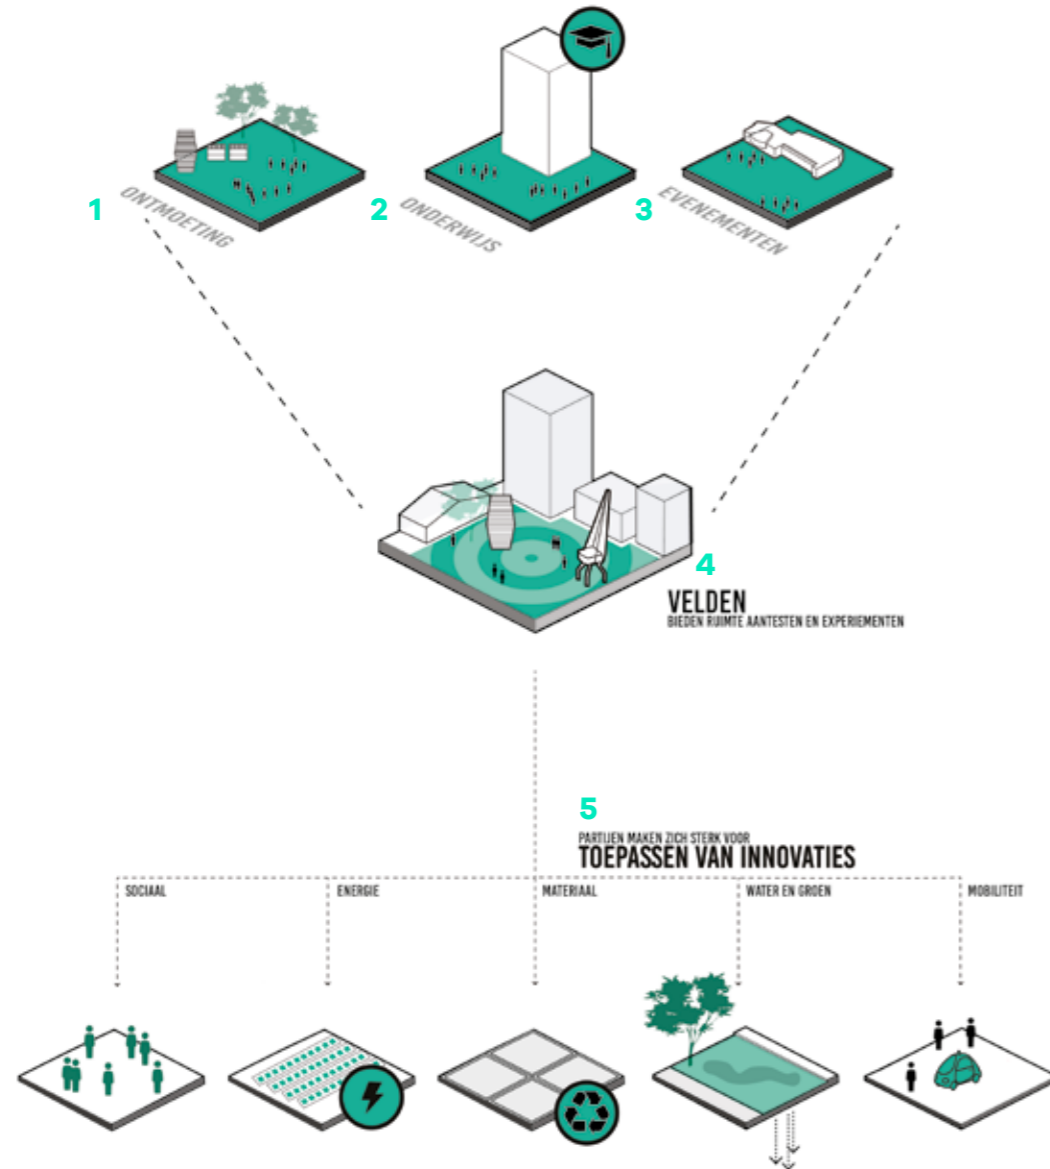 1
ONTMOETING
2
ONDERWIJS
3
EVENEMENTEN
4
VELDEN
BIEDEN RUIMTE AANTESTEN EN EXPERIEMENTEN
5
PARTIJEN MAKEN ZICH STERK VOOR
TOEPASSEN VAN INNOVATIES
SOCIAAL
ENERGIE
MATERIAAL
WATER EN GROEN
MOBILITEIT